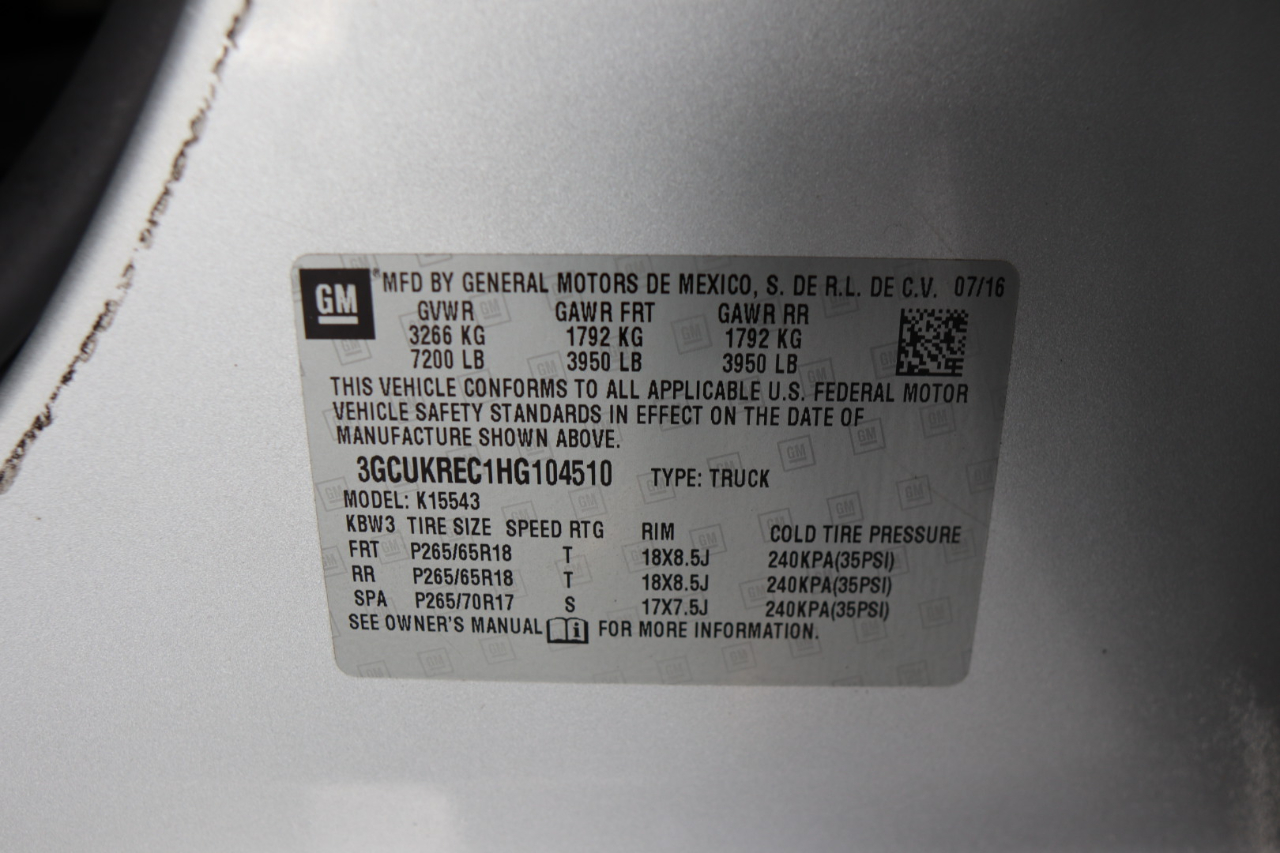 GM ®MFD BY GENERAL MOTORS DE MEXICO, S. DE R.L. DE C.V. 07/16
GVWR GAWR FRT GAWR RR
3266 KG 1792 KG 1792 KG
7200 LB 3950 LB 3950 LB
THIS VEHICLE CONFORMS TO ALL APPLICABLE U.S. FEDERAL MOTOR
VEHICLE SAFETY STANDARDS IN EFFECT ON THE DATE OF
MANUFACTURE SHOWN ABOVE.
3GCUKREC1HG104510 TYPE: TRUCK
MODEL: K15543
KBW3 TIRE SIZE SPEED RTG RIM COLD TIRE PRESSURE
FRT P265/65R18 T 18X8.5J 240KPA(35PSI)
RR P265/65R18 T 18X8.5J 240KPA(35PSI)
SPA P265/70R17 S 17X7.5J 240KPA(35PSI)
SEE OWNER'S MANUAL i FOR MORE INFORMATION.